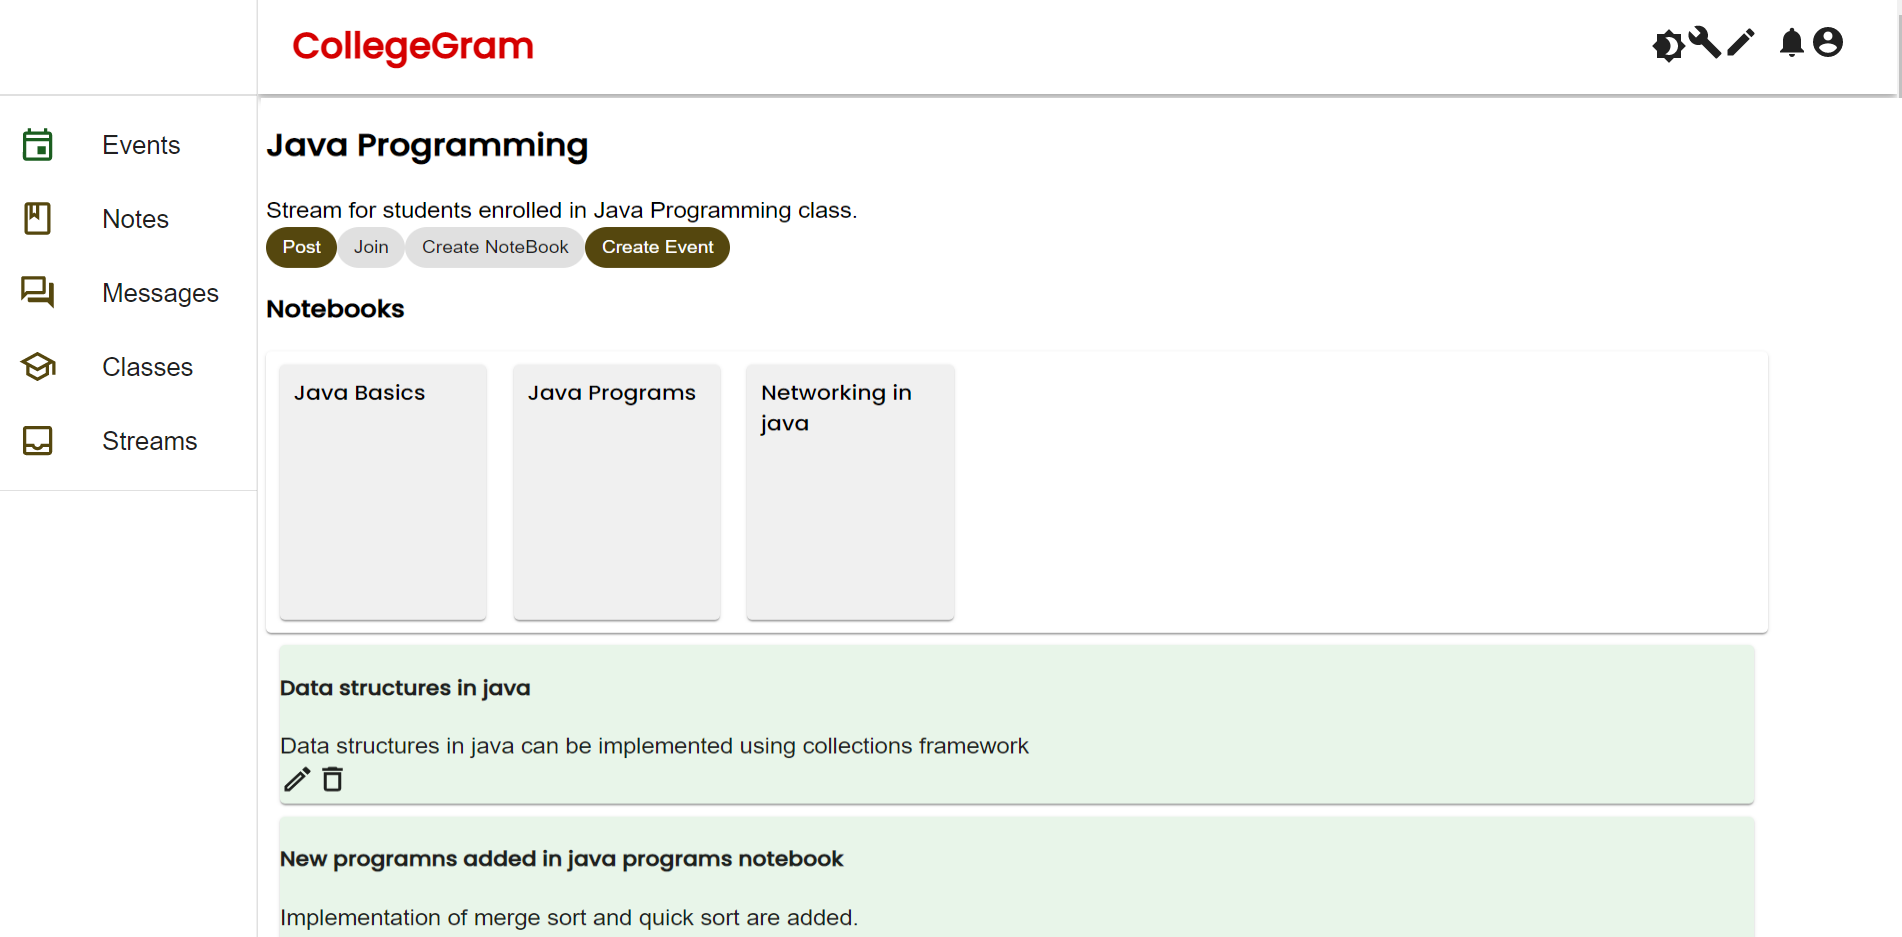 CollegeGram
Events
Notes
Messages
Classes
Streams
Java Programming
Stream for students enrolled in Java Programming class.
Post Join Create NoteBook Create Event
Notebooks
Java Basics
Java Programs
Networking in
java
Data structures in java
Data structures in java can be implemented using collections framework
New programns added in java programs notebook
Implementation of merge sort and quick sort are added.